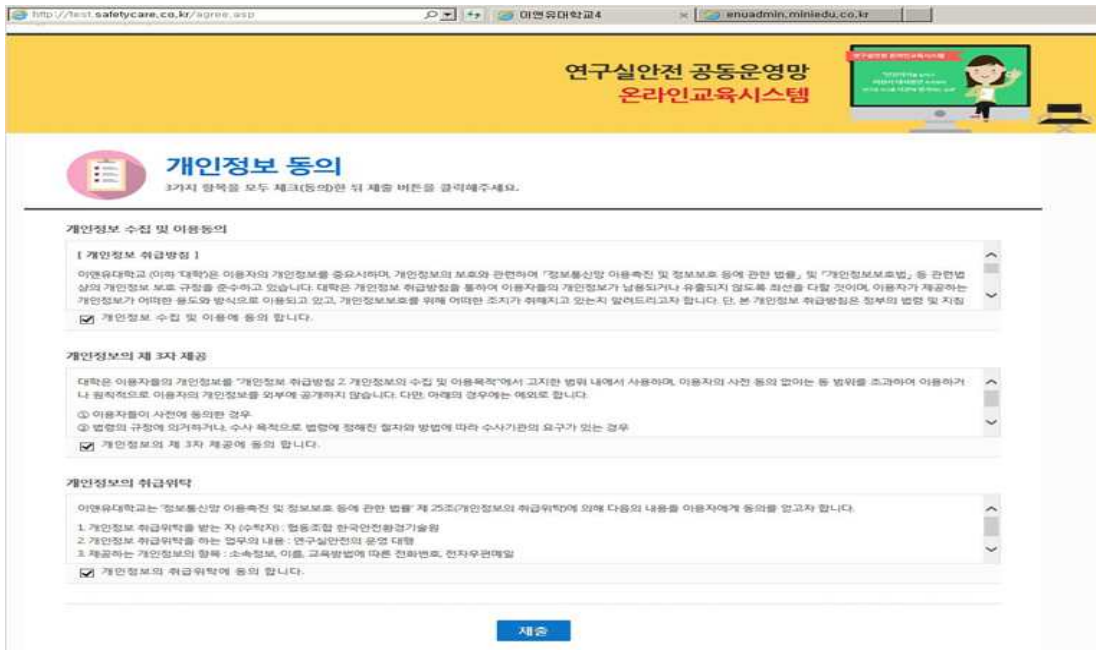 http://test.safetycare.co.kr/agree.asp
이앤유대학교4
enuadmin.miniedu.co.kr
연구실안전 공동운영망
온라인교육시스템
개인정보 동의
3가지 항목을 모두 체크(동의)한 뒤 제출 버튼을 클릭해주세요.
개인정보 수집 및 이용동의
[ 개인정보 취급방침 ]
이앤유대학교 (이하 '대학')은 이용자의 개인정보를 중요시하며, 개인정보의 보호와 관련하여 「정보통신망 이용촉진 및 정보보호 등에 관한 법률」 및 「개인정보보호법」 등 관련법
상의 개인정보 보호 규정을 준수하고 있습니다. 대학은 개인정보 취급방침을 통하여 이용자들의 개인정보가 남용되거나 유출되지 않도록 최선을 다할 것이며, 이용자가 제공하는
개인정보가 어떠한 용도와 방식으로 이용되고 있고, 개인정보보호를 위해 어떠한 조치가 취해지고 있는지 알려드리고자 합니다. 단, 본 개인정보 취급방침은 정부의 법령 및 지침
개인정보 수집 및 이용에 동의 합니다.
개인정보의 제 3자 제공
대학은 이용자들의 개인정보를 "개인정보 취급방침 2. 개인정보의 수집 및 이용목적"에서 고지한 범위 내에서 사용하며, 이용자의 사전 동의 없이는 동 범위를 초과하여 이용하거
나 원칙적으로 이용자의 개인정보를 외부에 공개하지 않습니다. 다만, 아래의 경우에는 예외로 합니다.
① 이용자들이 사전에 동의한 경우
② 법령의 규정에 의거하거나, 수사 목적으로 법령에 정해진 절차와 방법에 따라 수사기관의 요구가 있는 경우
개인정보의 제 3자 제공에 동의 합니다.
개인정보의 취급위탁
이앤유대학교는 '정보통신망 이용촉진 및 정보보호 등에 관한 법률' 제 25조(개인정보의 취급위탁)에 의해 다음의 내용을 이용자에게 동의를 얻고자 합니다.
1. 개인정보 취급위탁을 받는 자 (수탁자) : 협동조합 한국안전환경기술원
2. 개인정보 취급위탁을 하는 업무의 내용 : 연구실안전의 운영 대행
3. 제공하는 개인정보의 항목 : 소속정보, 이름, 교육방법에 따른 전화번호, 전자우편메일
개인정보의 취급위탁에 동의 합니다.
제출